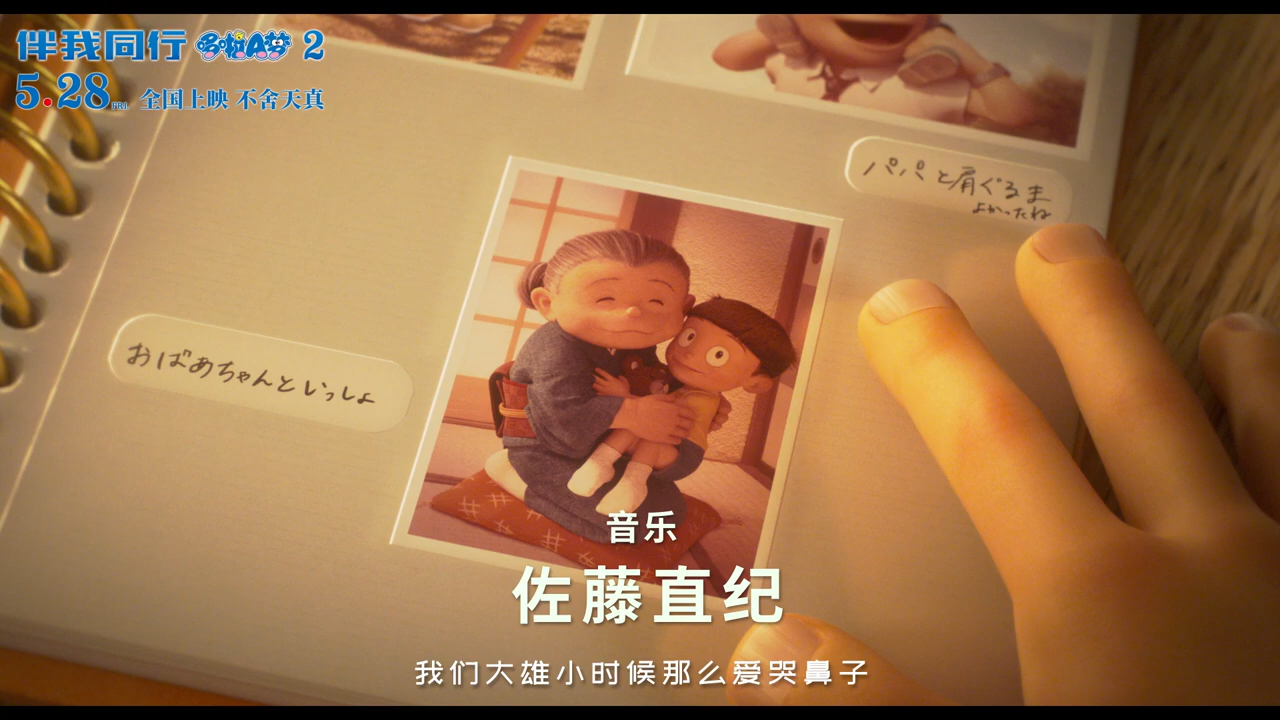 伴我同行 哆啦A梦 2
5.28 FRI. 全国上映 不舍天真
パパと肩ぐるま
よかったね
おばあちゃんといっしょ
音乐
佐藤直纪
我们大雄小时候那么爱哭鼻子